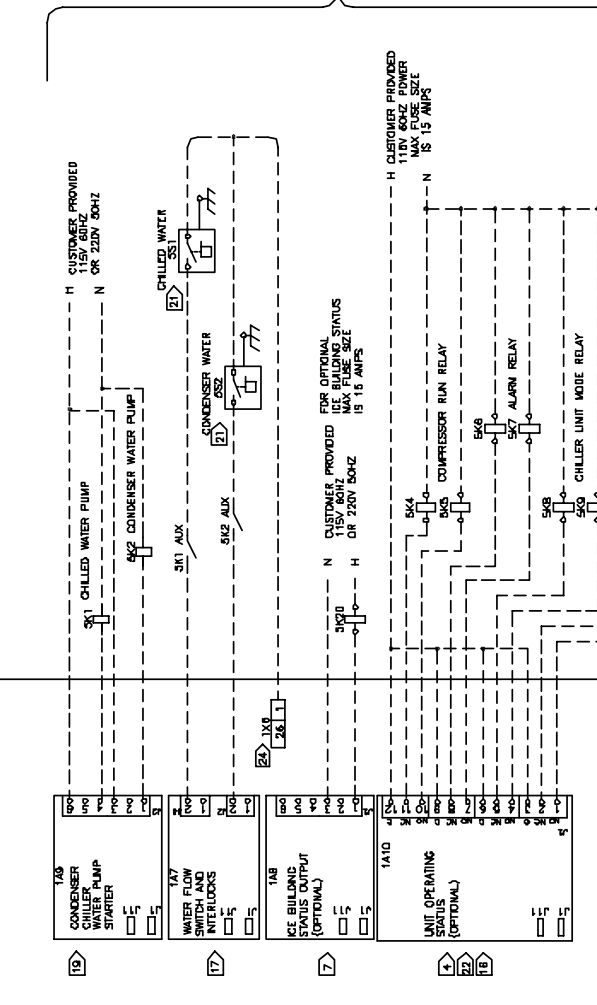 H CUSTOMER PROVIDED
115V 60HZ
N OR 220V 50HZ
H CUSTOMER PROVIDED
115V 60HZ POWER
MAX FUSE SIZE
N IS 15 AMPS
CHILLED WATER
5S1
21
CONDENSER WATER
5S2
21
FOR OPTIONAL
ICE BUILDING STATUS
MAX FUSE SIZE
IS 15 AMPS
N CUSTOMER PROVIDED
115V 60HZ
H OR 220V 50HZ
5K1 CHILLED WATER PUMP
5K2 CONDENSER WATER PUMP
5K1 AUX
5K2 AUX
5K20
5K4
5K5
COMPRESSOR RUN RELAY
5K6
5K7 ALARM RELAY
5K8
5K9
CHILLER UNIT MODE RELAY
24
1X6
26 1
1A9
CONDENSER
CHILLER
WATER PUMP
STARTER
1A7
WATER FLOW
SWITCH AND
INTERLOCKS
1A8
ICE BUILDING
STATUS OUTPUT
(OPTIONAL)
1A10
UNIT OPERATING
STATUS
(OPTIONAL)
19
17
7
4
22